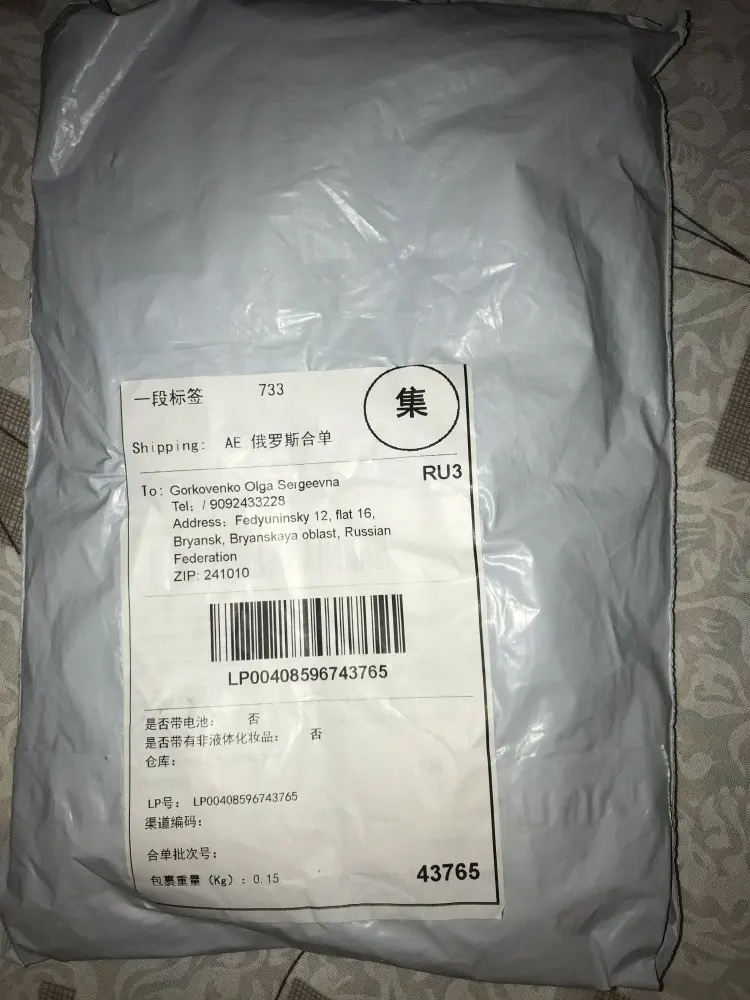 一段标签 733
集
Shipping: AE 俄罗斯合单
RU3
To: Gorkovenko Olga Sergeevna
Tel: / 9092433228
Address: Fedyuninsky 12, flat 16,
Bryansk, Bryanskaya oblast, Russian
Federation
ZIP: 241010
LP00408596743765
是否带电池: 否
是否带有非液体化妆品: 否
仓库:
LP号: LP00408596743765
渠道编码:
合单批次号:
包裹重量 (Kg) : 0.15
43765